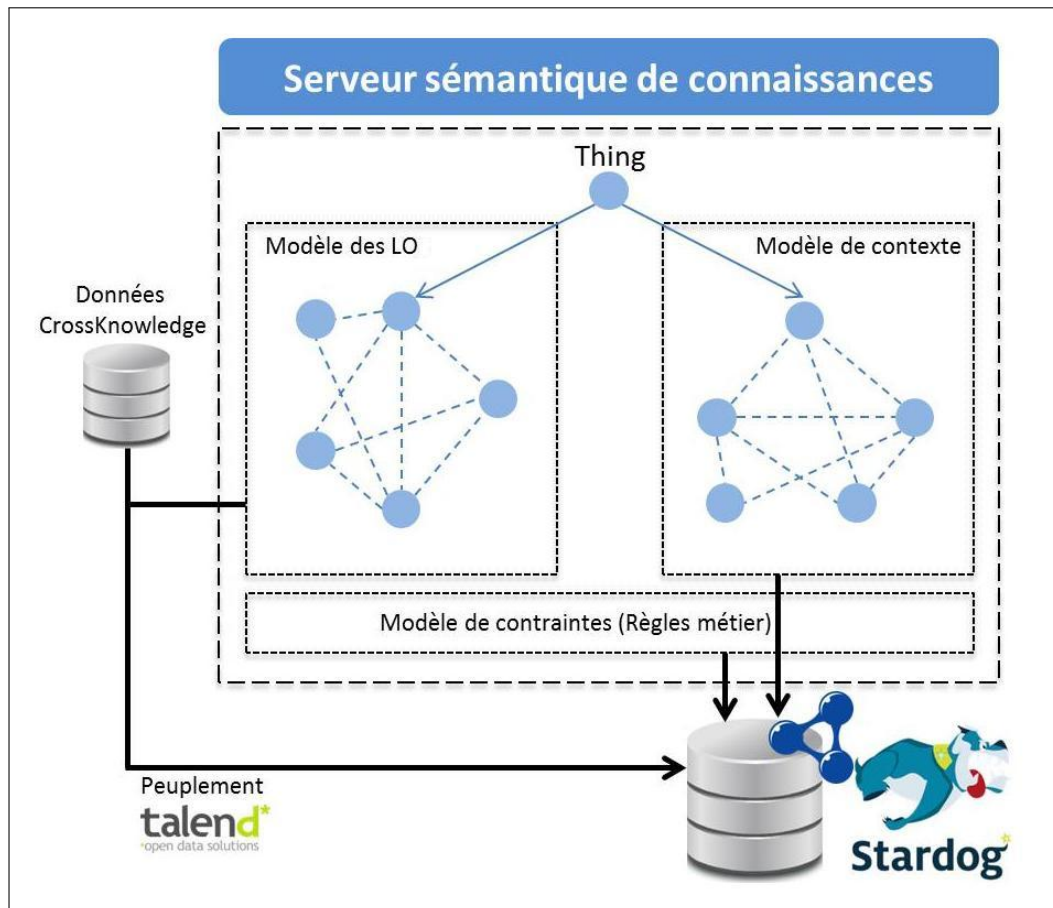 Serveur sémantique de connaissances
Thing
Modèle des LO
Modèle de contexte
Données
CrossKnowledge
Modèle de contraintes (Règles métier)
Peuplement
talend*
*open data solutions
Stardog